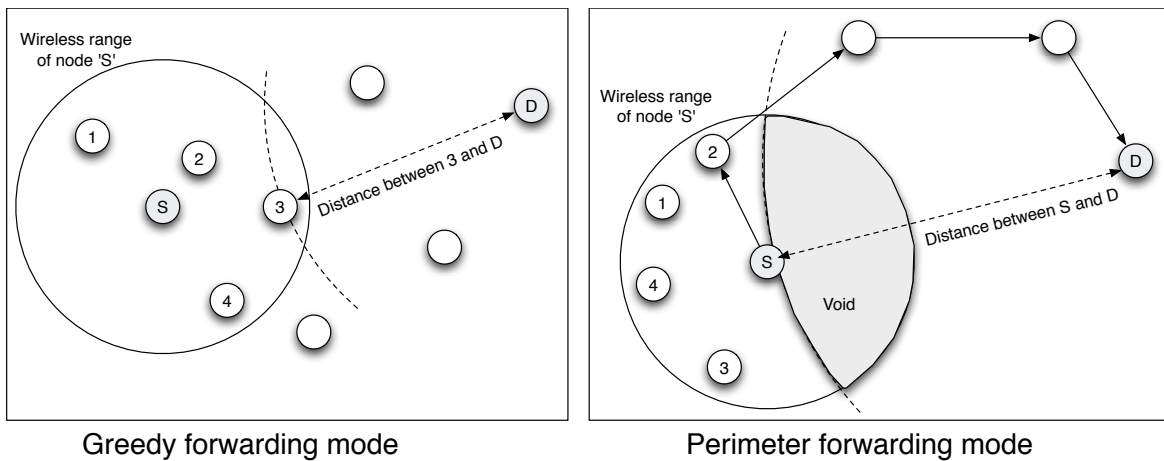 Wireless range
of node 'S'
1
2
S
3
4
D
Distance between 3 and D
Greedy forwarding mode
Wireless range
of node 'S'
2
1
S
4
3
D
Distance between S and D
Void
Perimeter forwarding mode